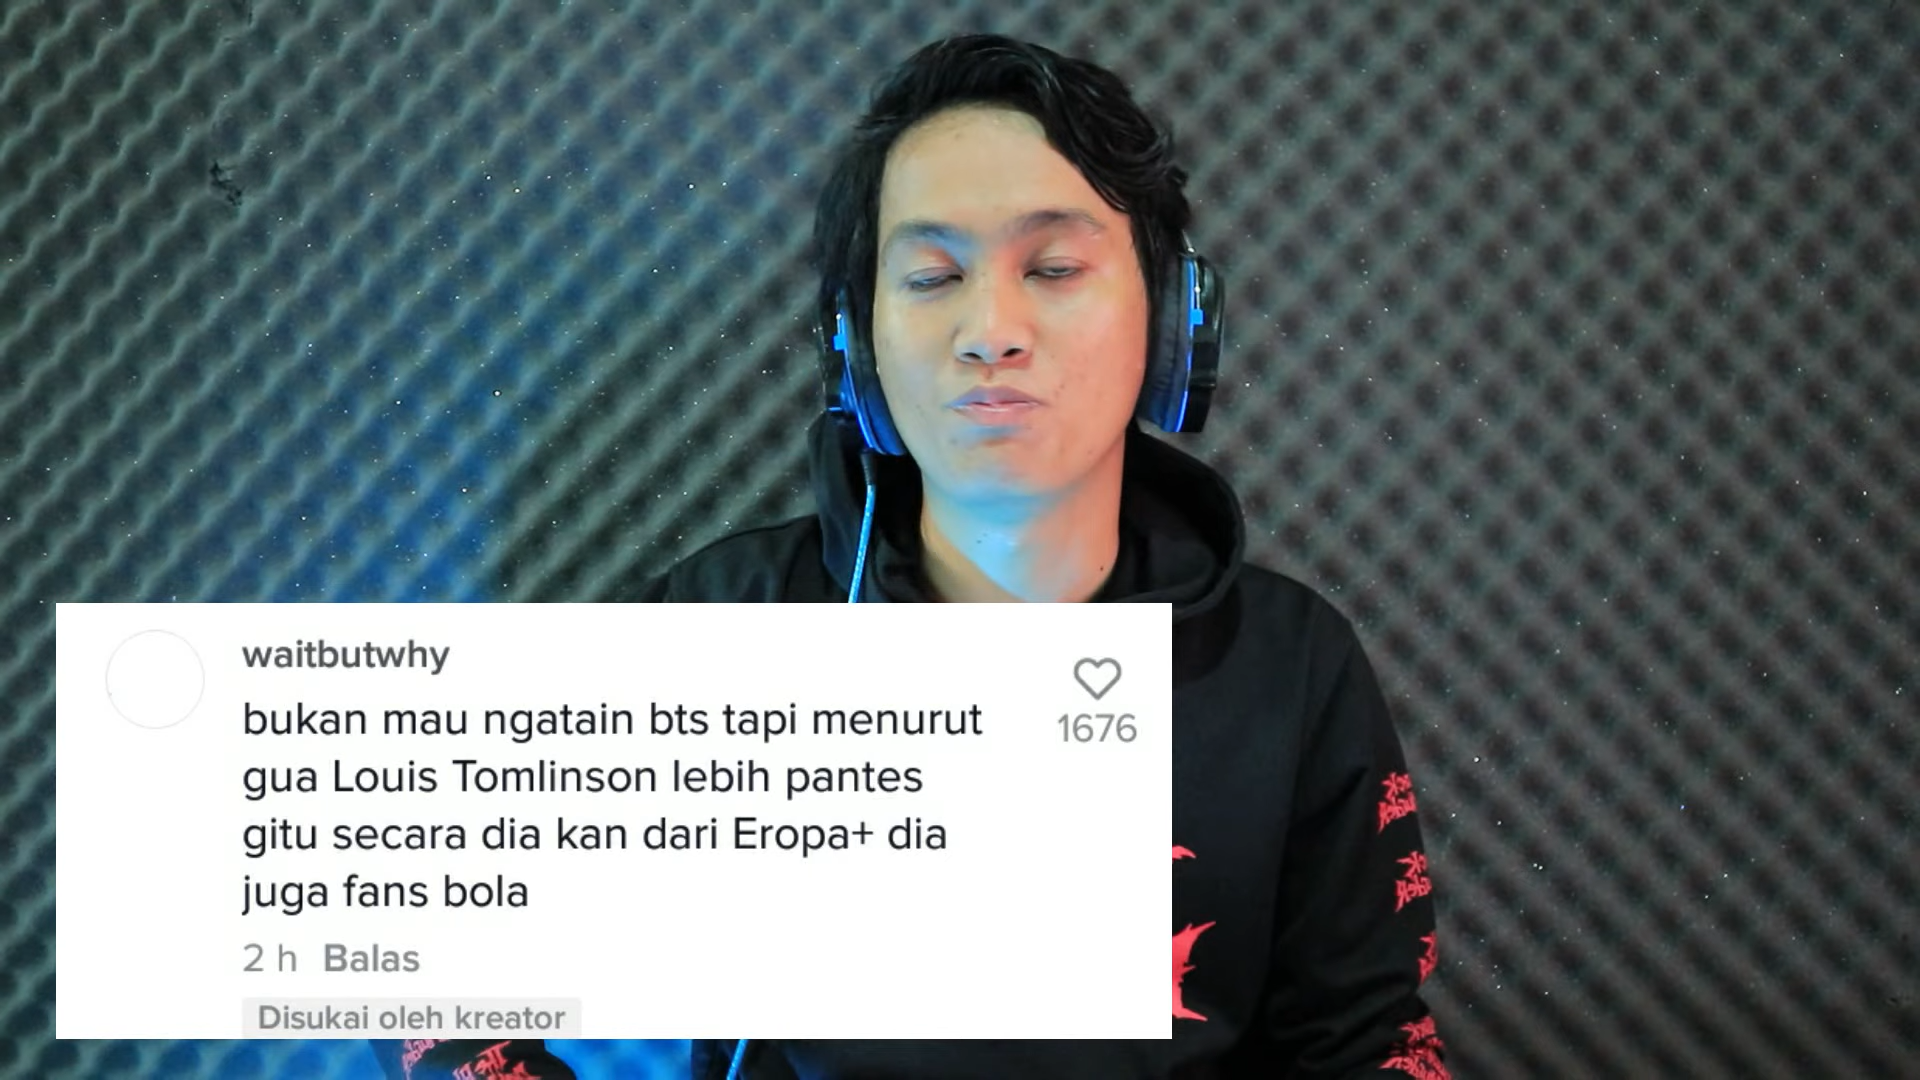 waitbutwhy
bukan mau ngatain bts tapi menurut
gua Louis Tomlinson lebih pantes
gitu secara dia kan dari Eropa+ dia
juga fans bola
1676
2 h Balas
Disukai oleh kreator